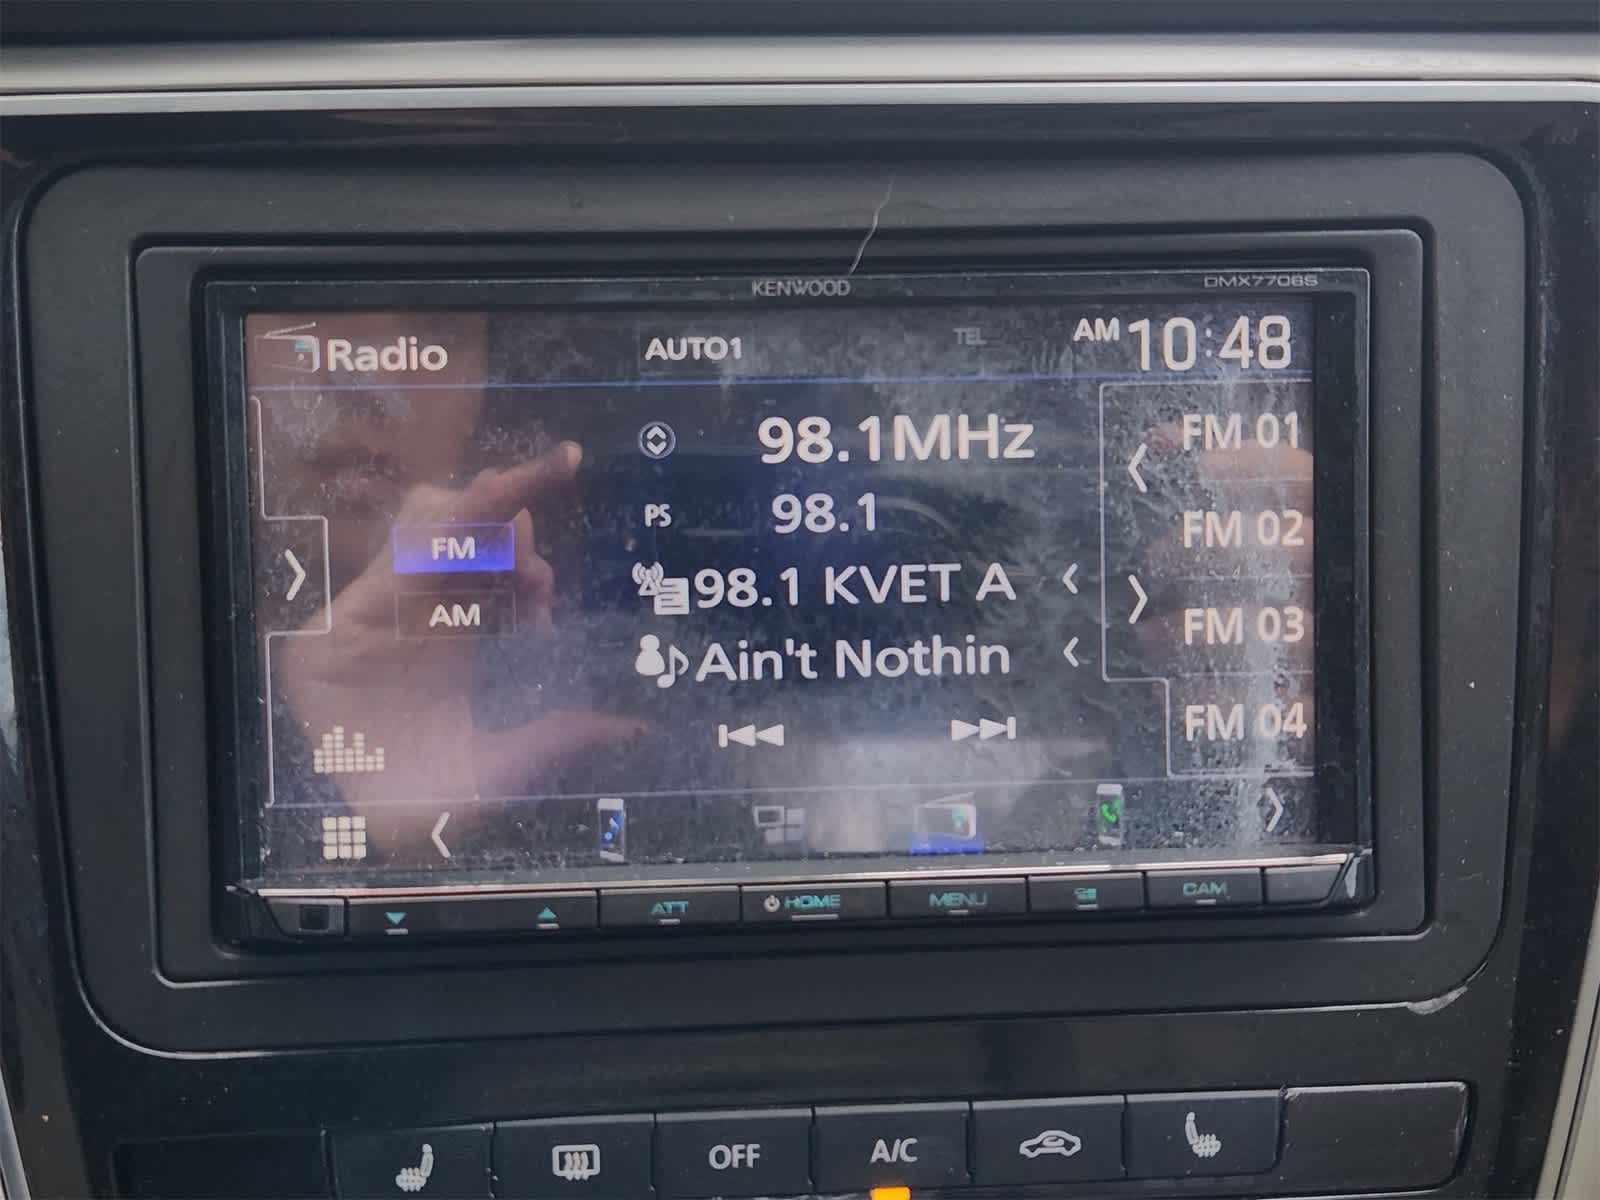 KENWOOD
DMX7706S
Radio
AUTO1
TEL
AM 10:48
98.1MHz
PS 98.1
98.1 KVET A
Ain't Nothin
FM
AM
FM 01
FM 02
FM 03
FM 04
ATT
HOME
MENU
CAM
OFF
A/C